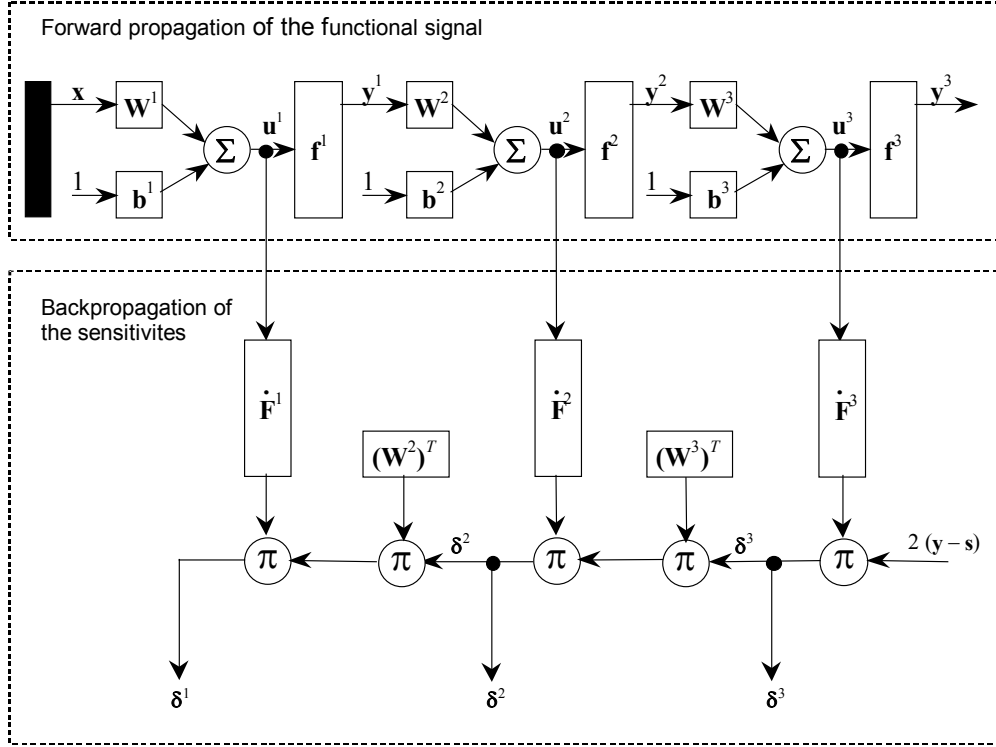 Forward propagation of the functional signal
x W¹ y¹ W² y² W³ y³
Σ u¹ f¹ Σ u² f² Σ u³ f³
1 b¹ 1 b² 1 b³
Backpropagation of
the sensitivites
Ḟ¹ Ḟ² Ḟ³
(W²)ᵀ (W³)ᵀ
π π δ² π π δ³ π 2 (y – s)
δ¹ δ² δ³